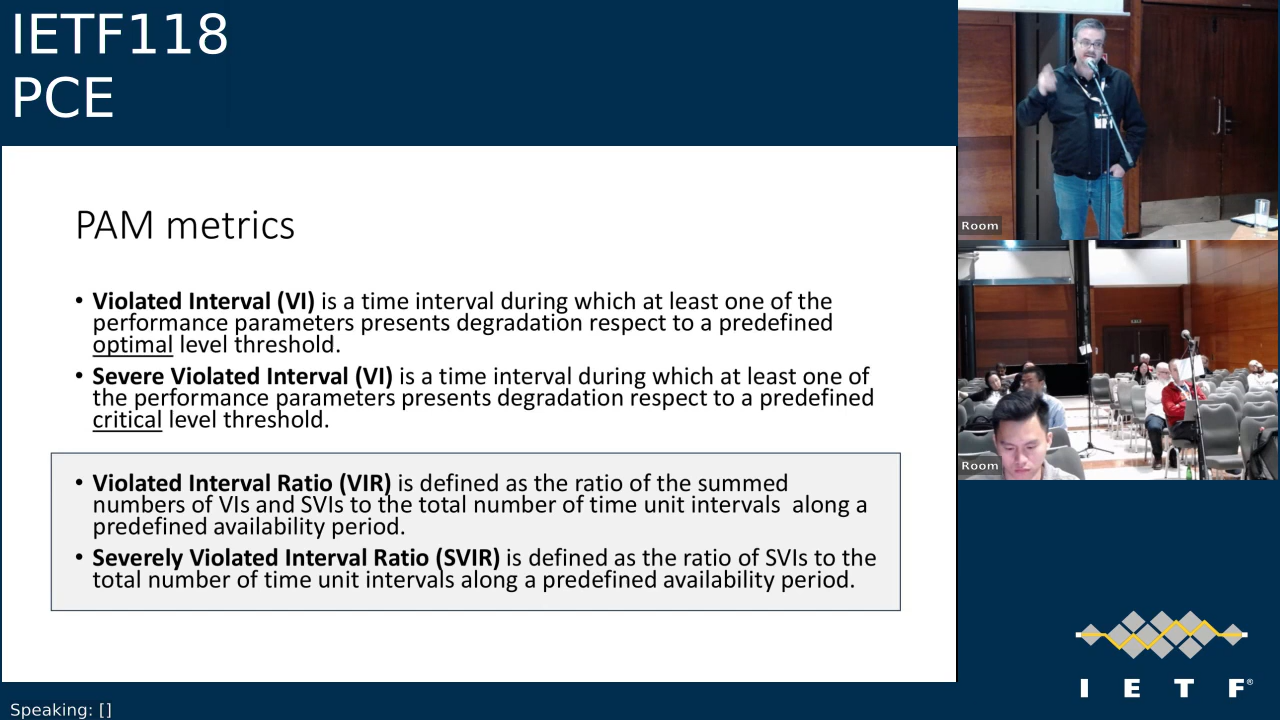 IETF118
PCE
PAM metrics
• Violated Interval (VI) is a time interval during which at least one of the
performance parameters presents degradation respect to a predefined
optimal level threshold.
• Severe Violated Interval (VI) is a time interval during which at least one of
the performance parameters presents degradation respect to a predefined
critical level threshold.
• Violated Interval Ratio (VIR) is defined as the ratio of the summed
numbers of VIs and SVIs to the total number of time unit intervals along a
predefined availability period.
• Severely Violated Interval Ratio (SVIR) is defined as the ratio of SVIs to the
total number of time unit intervals along a predefined availability period.
Room
Room
I E T F®
Speaking: []